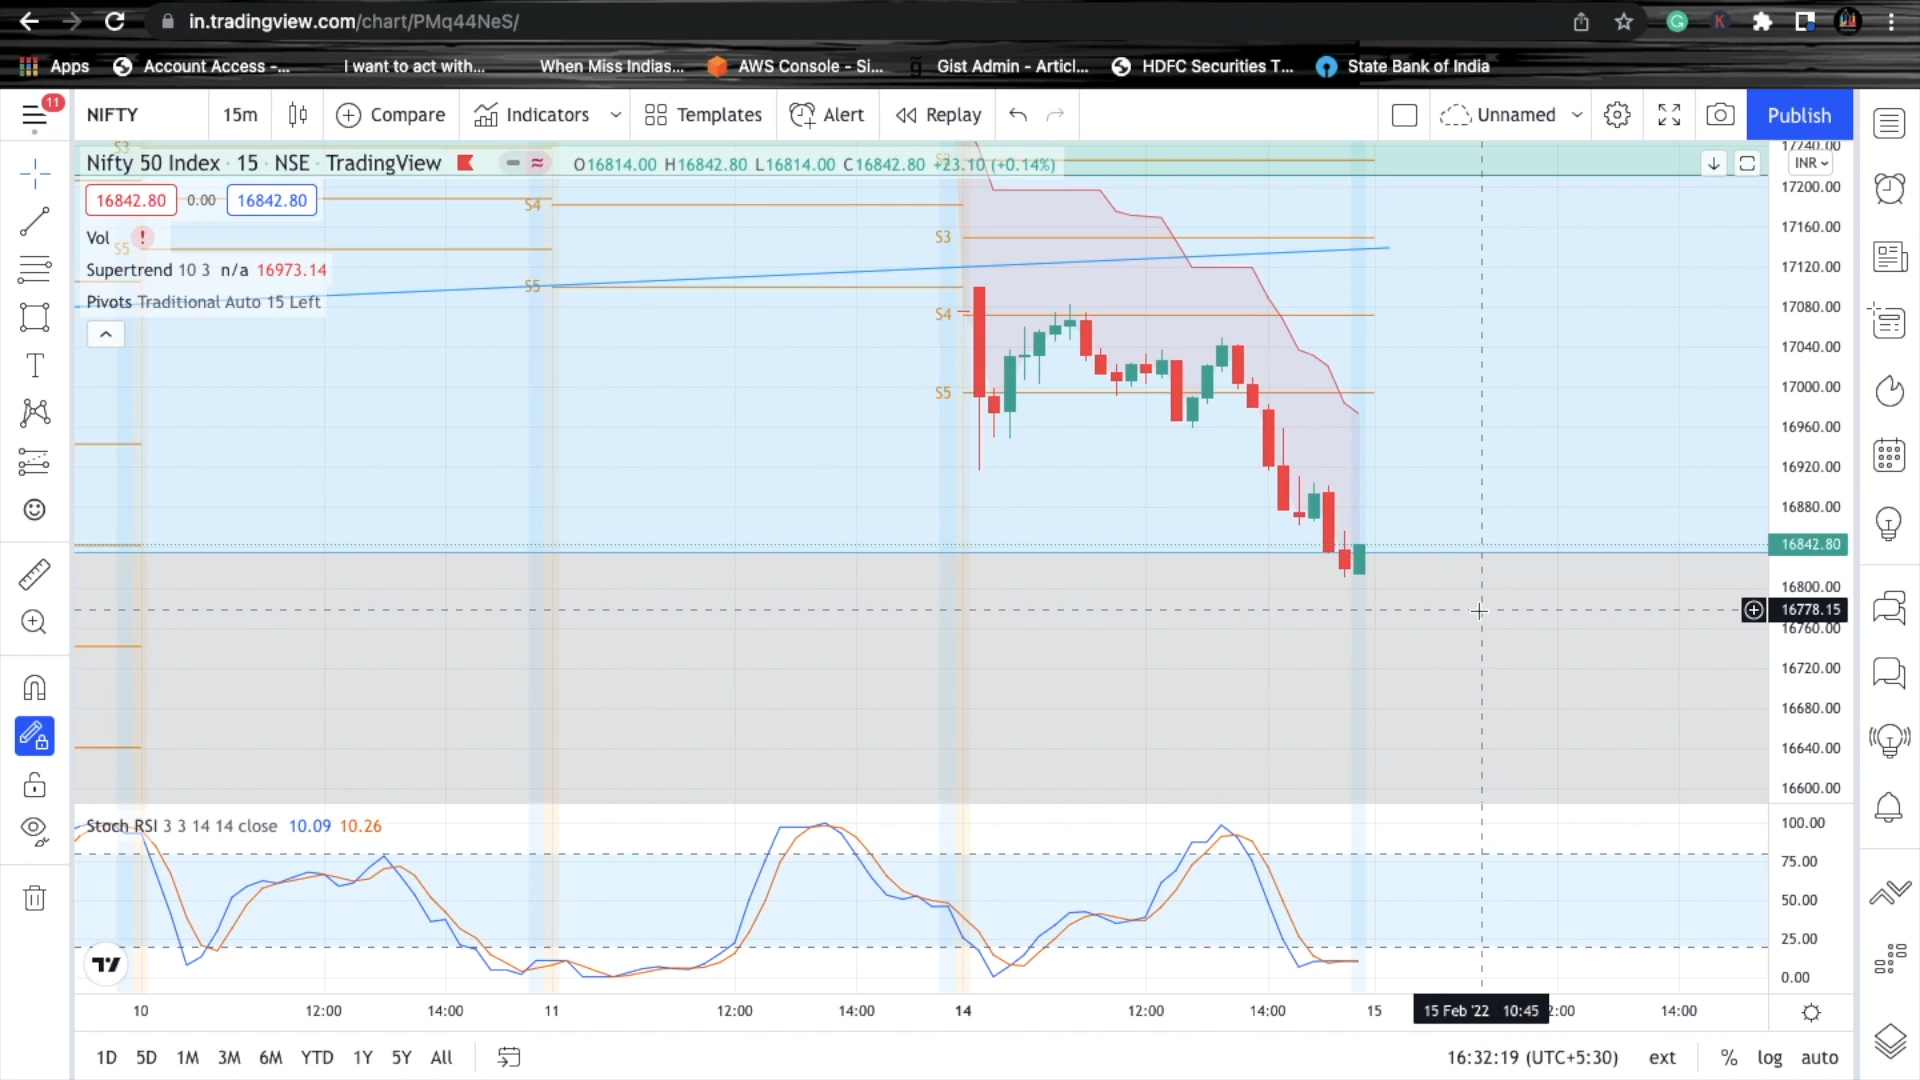 in.tradingview.com/chart/PMq44NeS/
Apps Account Access -... I want to act with... When Miss Indias... AWS Console - Si... Gist Admin - Articl... HDFC Securities T... State Bank of India
11
NIFTY 15m Compare Indicators Templates Alert Replay Unnamed Publish
S3
Nifty 50 Index · 15 · NSE · TradingView O16814.00 H16842.80 L16814.00 C16842.80 +23.10 (+0.14%)
INR
16842.80 0.00 16842.80
Vol
S5
Supertrend 10 3 n/a 16973.14
Pivots Traditional Auto 15 Left
S4
S5
S3
S4
S5
17240.00
17200.00
17160.00
17120.00
17080.00
17040.00
17000.00
16960.00
16920.00
16880.00
16842.80
16800.00
16778.15
16760.00
16720.00
16680.00
16640.00
16600.00
Stoch RSI 3 3 14 14 close 10.09 10.26
100.00
75.00
50.00
25.00
0.00
10 12:00 14:00 11 12:00 14:00 14 12:00 14:00 15 15 Feb '22 10:45 2:00 14:00
1D 5D 1M 3M 6M YTD 1Y 5Y All 16:32:19 (UTC+5:30) ext % log auto